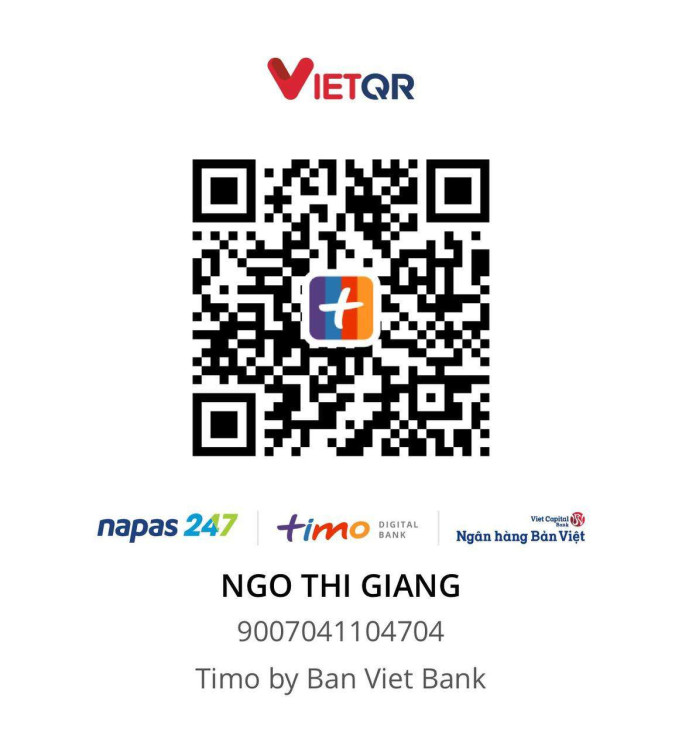 VIETQR
napas 247
timo DIGITAL BANK
Viet Capital Bank
Ngân hàng Bản Việt
NGO THI GIANG
9007041104704
Timo by Ban Viet Bank